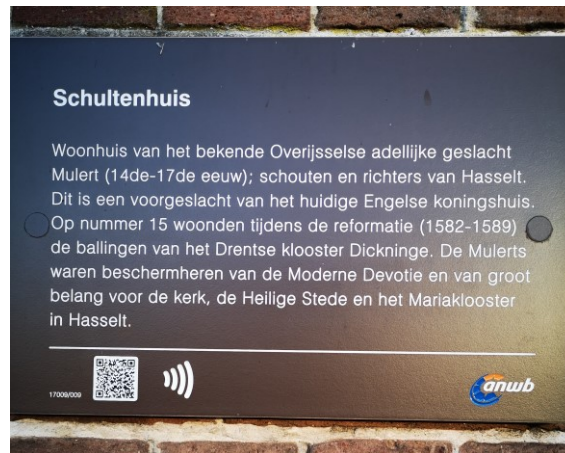 Schultenhuis
Woonhuis van het bekende Overijsselse adellijke geslacht
Mulert (14de-17de eeuw); schouten en richters van Hasselt.
Dit is een voorgeslacht van het huidige Engelse koningshuis.
Op nummer 15 woonden tijdens de reformatie (1582-1589)
de ballingen van het Drentse klooster Dickninge. De Mulerts
waren beschermheren van de Moderne Devotie en van groot
belang voor de kerk, de Heilige Stede en het Mariaklooster
in Hasselt.
17009/009
anwb